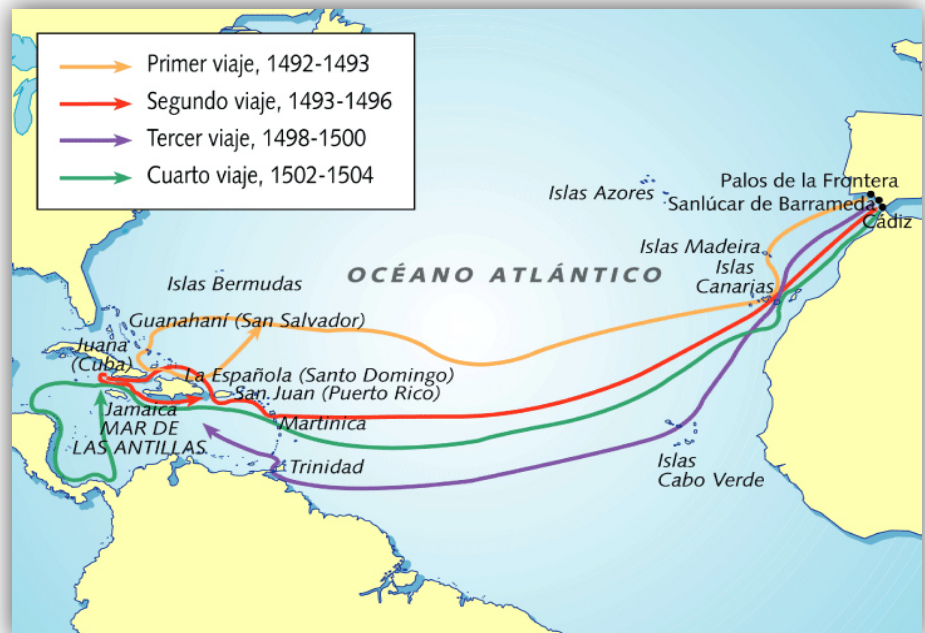 Primer viaje, 1492-1493
Segundo viaje, 1493-1496
Tercer viaje, 1498-1500
Cuarto viaje, 1502-1504
Islas Azores
Palos de la Frontera
Sanlúcar de Barrameda
Cádiz
Islas Madeira
Islas
Canarias
OCÉANO ATLÁNTICO
Islas Bermudas
Guanahaní (San Salvador)
Juana
(Cuba)
La Española (Santo Domingo)
San Juan (Puerto Rico)
Jamaica
MAR DE
LAS ANTILLAS
Martinica
Trinidad
Islas
Cabo Verde